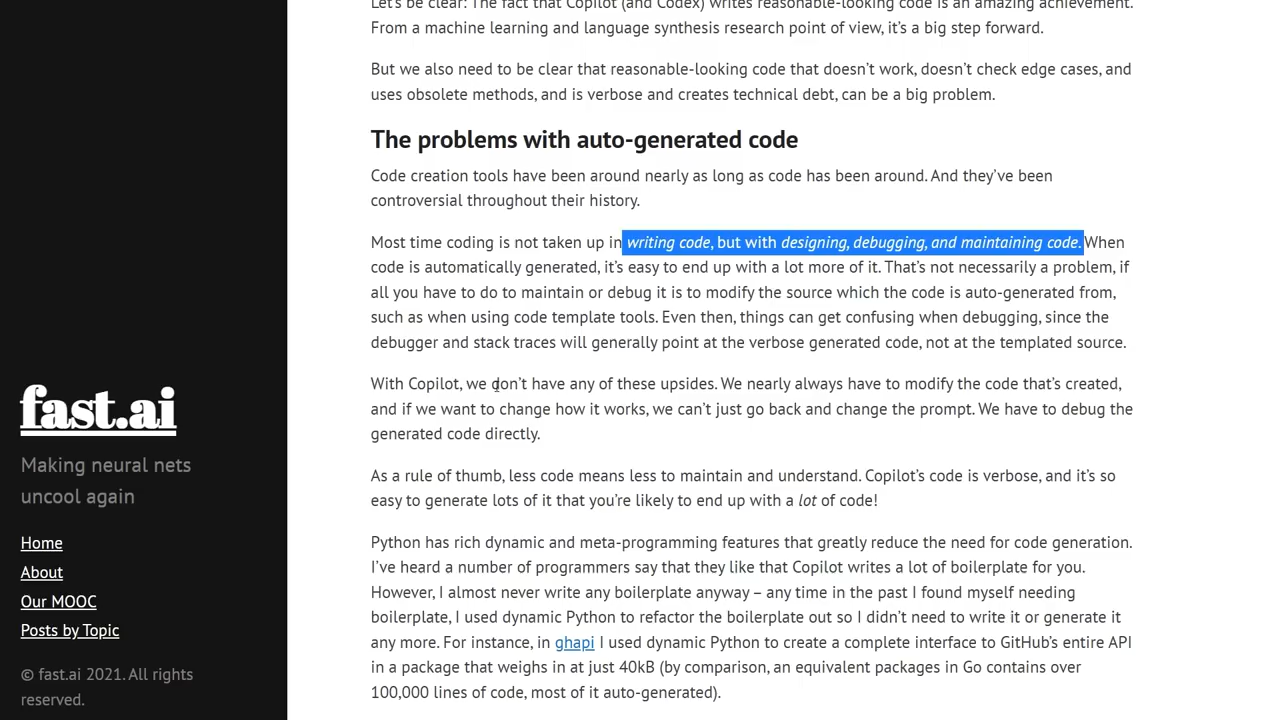 Let's be clear: The fact that Copilot (and Codex) writes reasonable-looking code is an amazing achievement.
From a machine learning and language synthesis research point of view, it's a big step forward.
But we also need to be clear that reasonable-looking code that doesn't work, doesn't check edge cases, and
uses obsolete methods, and is verbose and creates technical debt, can be a big problem.
The problems with auto-generated code
Code creation tools have been around nearly as long as code has been around. And they've been
controversial throughout their history.
Most time coding is not taken up in writing code, but with designing, debugging, and maintaining code. When
code is automatically generated, it's easy to end up with a lot more of it. That's not necessarily a problem, if
all you have to do to maintain or debug it is to modify the source which the code is auto-generated from,
such as when using code template tools. Even then, things can get confusing when debugging, since the
debugger and stack traces will generally point at the verbose generated code, not at the templated source.
With Copilot, we don't have any of these upsides. We nearly always have to modify the code that's created,
and if we want to change how it works, we can't just go back and change the prompt. We have to debug the
generated code directly.
As a rule of thumb, less code means less to maintain and understand. Copilot's code is verbose, and it's so
easy to generate lots of it that you're likely to end up with a lot of code!
Python has rich dynamic and meta-programming features that greatly reduce the need for code generation.
I've heard a number of programmers say that they like that Copilot writes a lot of boilerplate for you.
However, I almost never write any boilerplate anyway – any time in the past I found myself needing
boilerplate, I used dynamic Python to refactor the boilerplate out so I didn't need to write it or generate it
any more. For instance, in ghapi I used dynamic Python to create a complete interface to GitHub's entire API
in a package that weighs in at just 40kB (by comparison, an equivalent packages in Go contains over
100,000 lines of code, most of it auto-generated).
fast.ai
Making neural nets
uncool again
Home
About
Our MOOC
Posts by Topic
© fast.ai 2021. All rights
reserved.